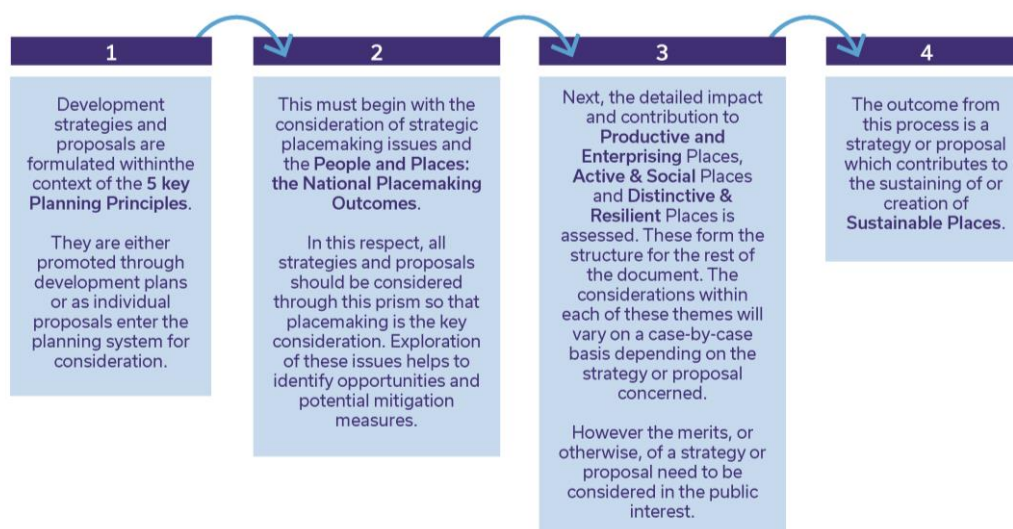 1
Development
strategies and
proposals are
formulated withinthe
context of the 5 key
Planning Principles.
They are either
promoted through
development plans
or as individual
proposals enter the
planning system for
consideration.
2
This must begin with the
consideration of strategic
placemaking issues and
the People and Places:
the National Placemaking
Outcomes.
In this respect, all
strategies and proposals
should be considered
through this prism so that
placemaking is the key
consideration. Exploration
of these issues helps to
identify opportunities and
potential mitigation
measures.
3
Next, the detailed impact
and contribution to
Productive and
Enterprising Places,
Active & Social Places
and Distinctive &
Resilient Places is
assessed. These form the
structure for the rest of
the document. The
considerations within
each of these themes will
vary on a case-by-case
basis depending on the
strategy or proposal
concerned.
However the merits, or
otherwise, of a strategy or
proposal need to be
considered in the public
interest.
4
The outcome from
this process is a
strategy or proposal
which contributes to
the sustaining of or
creation of
Sustainable Places.